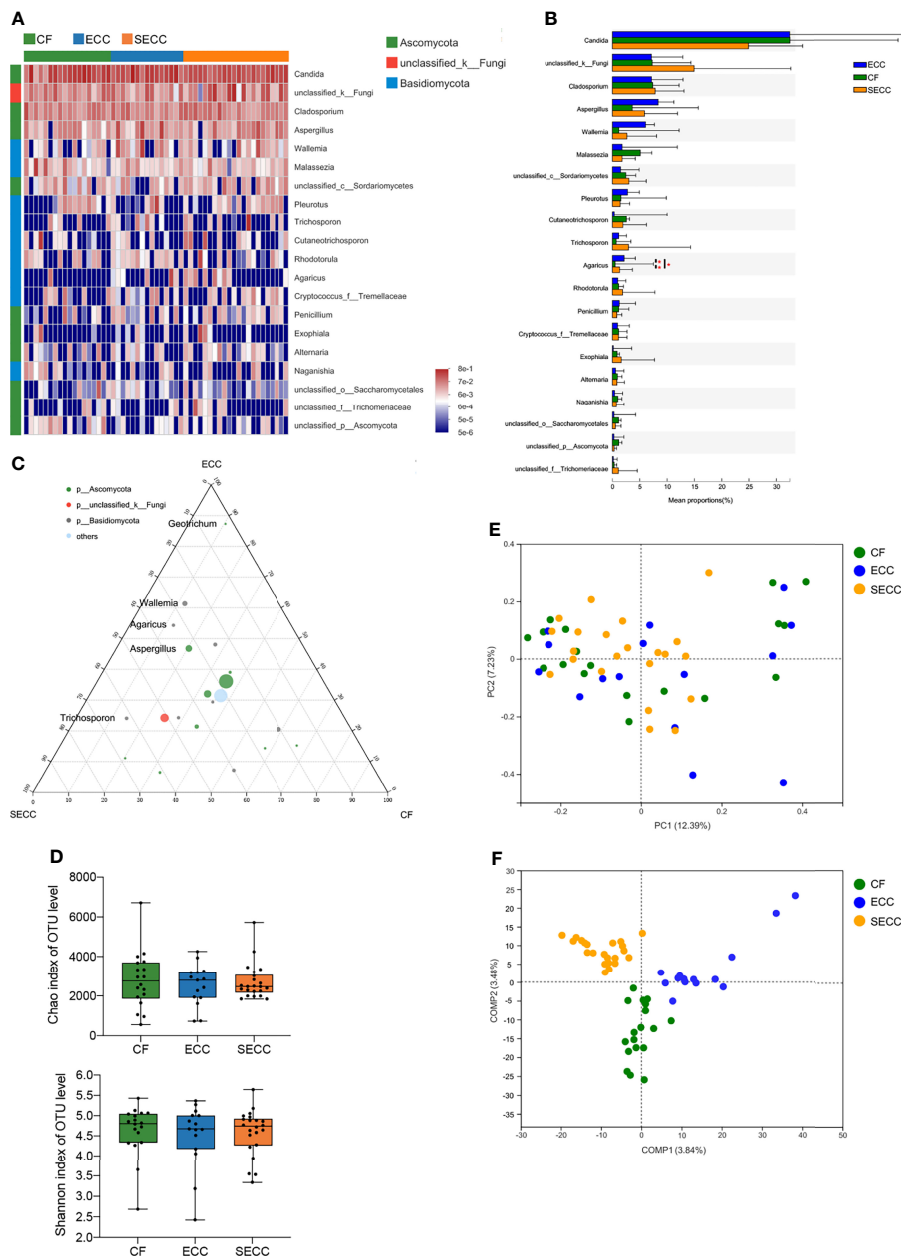 A
CF ECC SECC
Ascomycota
unclassified_k__Fungi
Basidiomycota
Candida
unclassified_k__Fungi
Cladosporium
Aspergillus
Wallemia
Malassezia
unclassified_c__Sordariomycetes
Pleurotus
Trichosporon
Cutaneotrichosporon
Rhodotorula
Agaricus
Cryptococcus_f__Tremellaceae
Penicillium
Exophiala
Alternaria
Naganishia
unclassified_o__Saccharomycetales
unclassified_f__Trichomeriaceae
unclassified_p__Ascomycota
8e-1
7e-2
6e-3
6e-4
5e-5
5e-6
B
ECC
CF
SECC
Candida
unclassified_k__Fungi
Cladosporium
Aspergillus
Wallemia
Malassezia
unclassified_c__Sordariomycetes
Pleurotus
Cutaneotrichosporon
Trichosporon
Agaricus
* * *
Rhodotorula
Penicillium
Cryptococcus_f__Tremellaceae
Exophiala
Alternaria
Naganishia
unclassified_o__Saccharomycetales
unclassified_p__Ascomycota
unclassified_f__Trichomeriaceae
0 5 10 15 20 25 30
Mean proportions(%)
C
ECC
p__Ascomycota
p__unclassified_k__Fungi
p__Basidiomycota
others
Geotrichum
Wallemia
Agaricus
Aspergillus
Trichosporon
0 10 20 30 40 50 60 70 80 90 100
SECC
CF
D
Chao index of OTU level
8000
6000
4000
2000
0
CF ECC SECC
Shannon index of OTU level
6.0
5.5
5.0
4.5
4.0
3.5
3.0
2.5
2.0
CF ECC SECC
E
CF
ECC
SECC
PC2 (7.23%)
0.4
0.2
0
-0.2
-0.4
-0.2 0 0.2 0.4
PC1 (12.39%)
F
CF
ECC
SECC
COMP2 (3.48%)
30
25
20
15
10
5
0
-5
-10
-15
-20
-25
-30
-35
-30 -20 -10 0 10 20 30 40 50
COMP1 (3.84%)